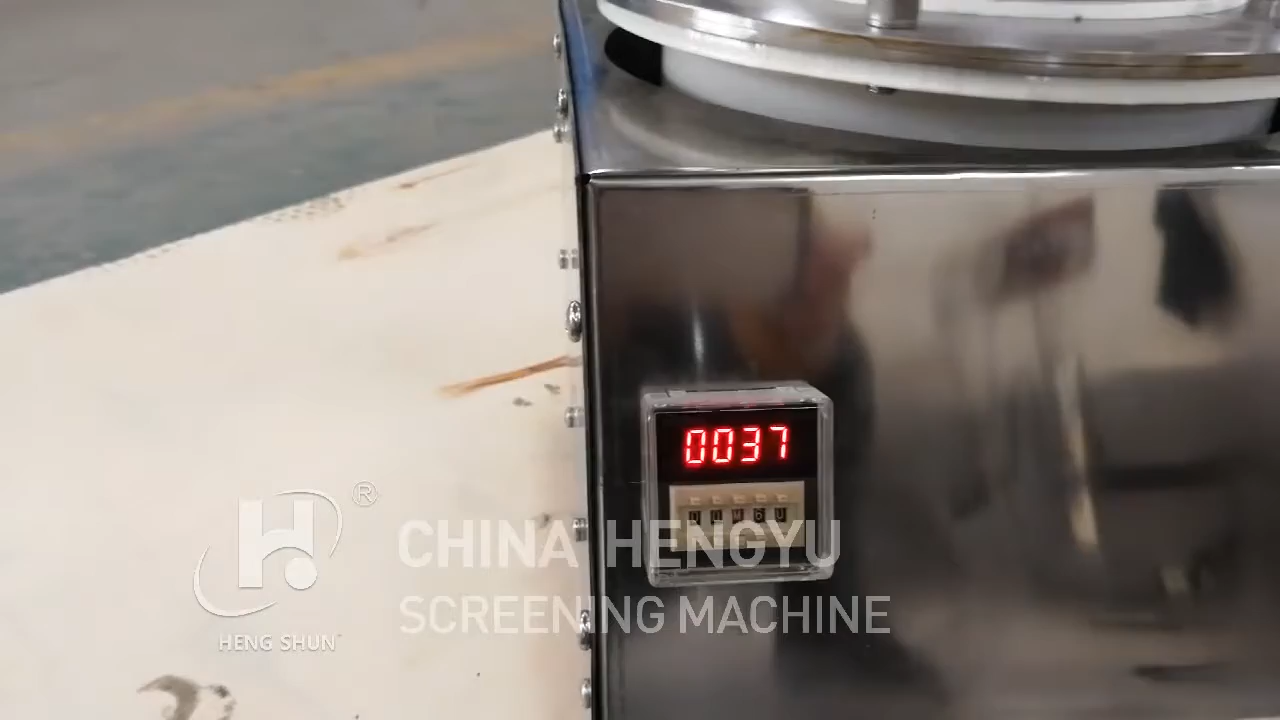 0037
®
CHINA HENGYU
SCREENING MACHINE
HENG SHUN